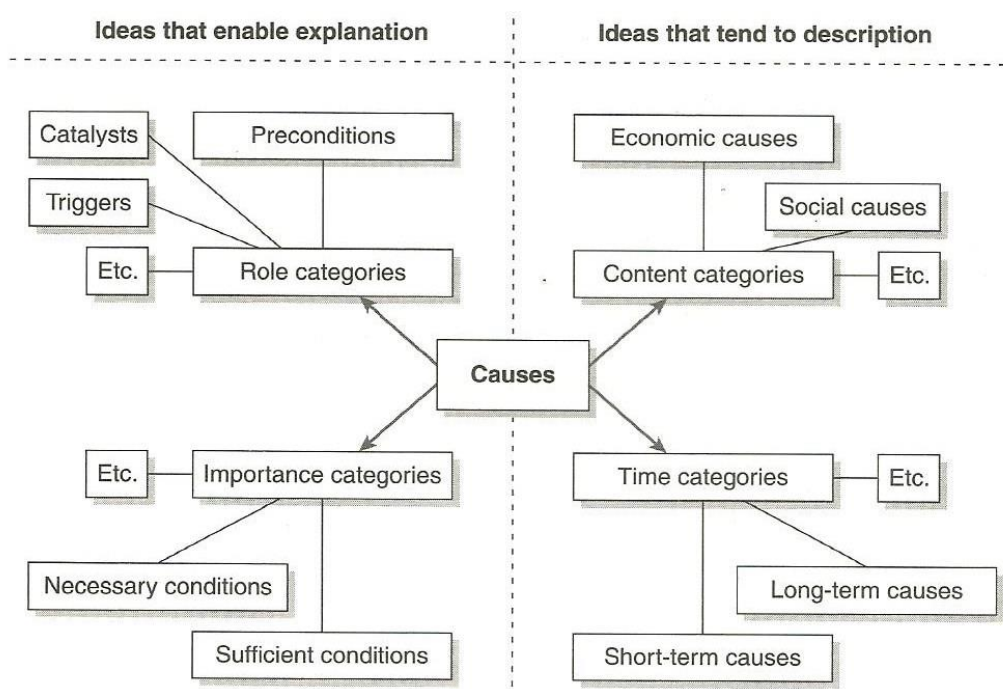 Ideas that enable explanation
Ideas that tend to description
Catalysts
Preconditions
Triggers
Etc.
Role categories
Economic causes
Social causes
Content categories
Etc.
Causes
Etc.
Importance categories
Necessary conditions
Sufficient conditions
Time categories
Etc.
Long-term causes
Short-term causes